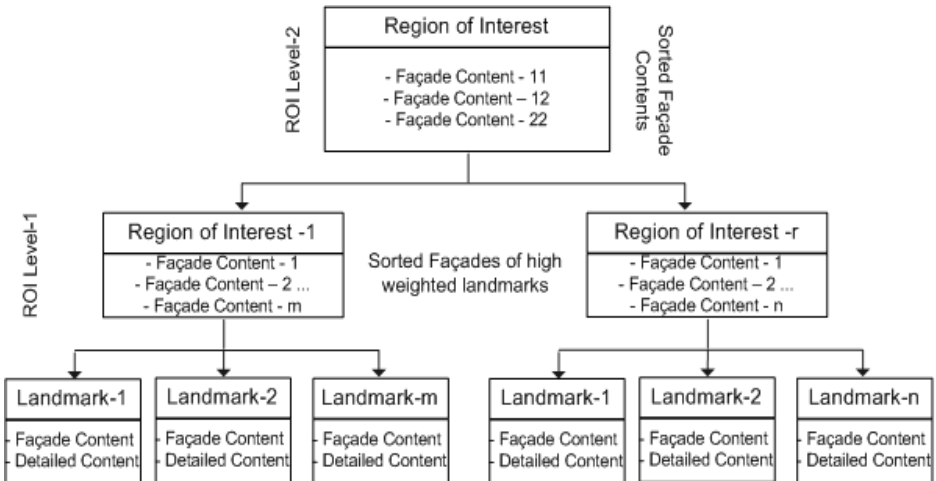 ROI Level-2
Region of Interest
- Façade Content - 11
- Façade Content – 12
- Façade Content - 22
Sorted Façade
Contents
ROI Level-1
Region of Interest -1
- Façade Content - 1
- Façade Content – 2 ...
- Façade Content - m
Sorted Façades of high
weighted landmarks
Region of Interest -r
- Façade Content - 1
- Façade Content – 2 ...
- Façade Content - n
Landmark-1
- Façade Content
- Detailed Content
Landmark-2
- Façade Content
- Detailed Content
Landmark-m
- Façade Content
- Detailed Content
Landmark-1
- Façade Content
- Detailed Content
Landmark-2
- Façade Content
- Detailed Content
Landmark-n
- Façade Content
- Detailed Content